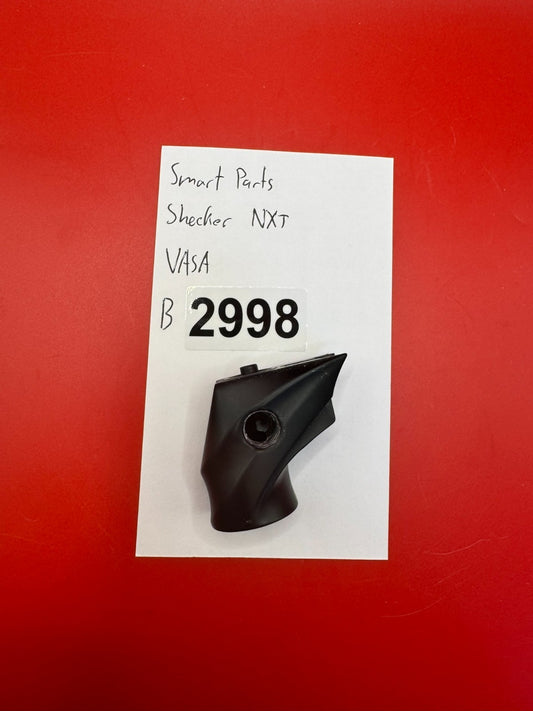 Smart Parts
Shocker NXT
VASA
B 2998